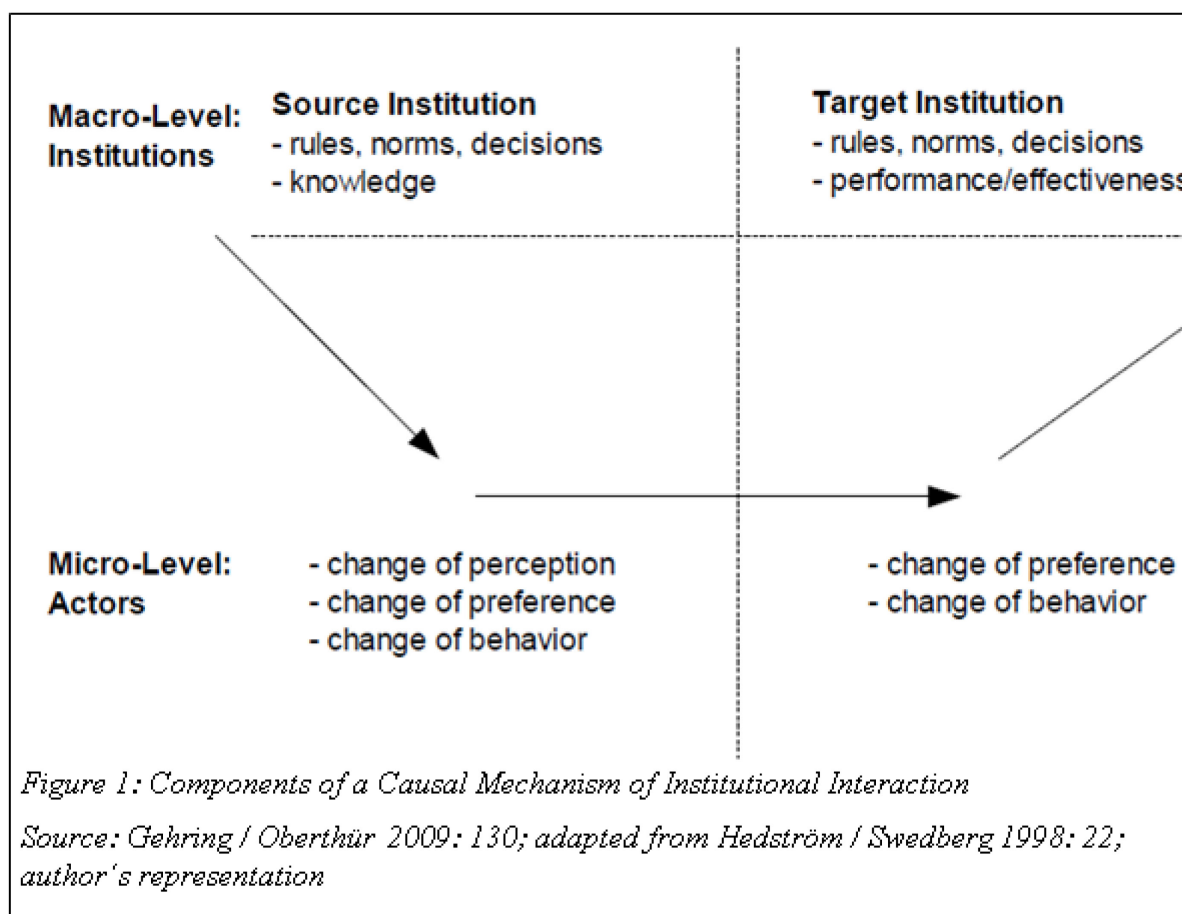 Macro-Level:
Institutions
Source Institution
- rules, norms, decisions
- knowledge
Target Institution
- rules, norms, decisions
- performance/effectiveness
Micro-Level:
Actors
- change of perception
- change of preference
- change of behavior
- change of preference
- change of behavior
Figure 1: Components of a Causal Mechanism of Institutional Interaction
Source: Gehring / Oberthür 2009: 130; adapted from Hedström / Swedberg 1998: 22;
author‘s representation